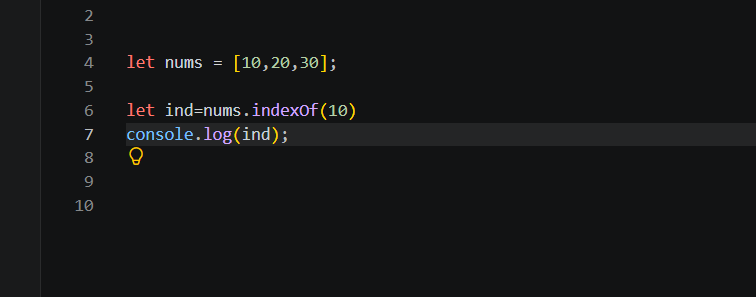 2
3
4 let nums = [10,20,30];
5
6 let ind=nums.indexOf(10)
7 console.log(ind);
8
9
10